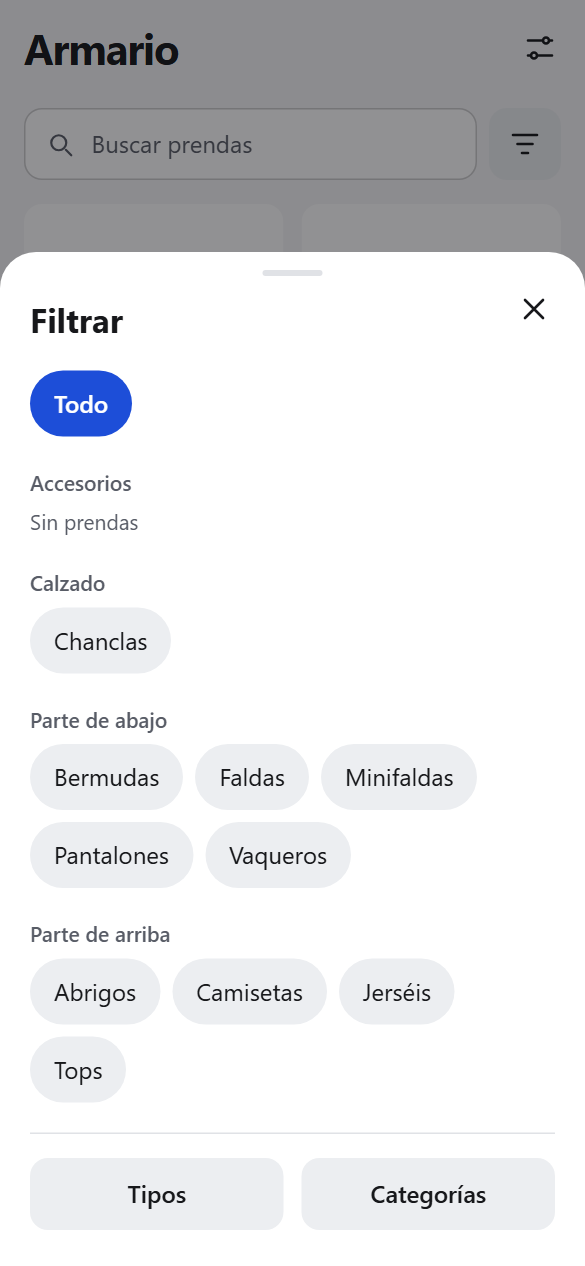 Armario
Buscar prendas
Filtrar
Todo
Accesorios
Sin prendas
Calzado
Chanclas
Parte de abajo
Bermudas Faldas Minifaldas
Pantalones Vaqueros
Parte de arriba
Abrigos Camisetas Jerséis
Tops
Tipos Categorías